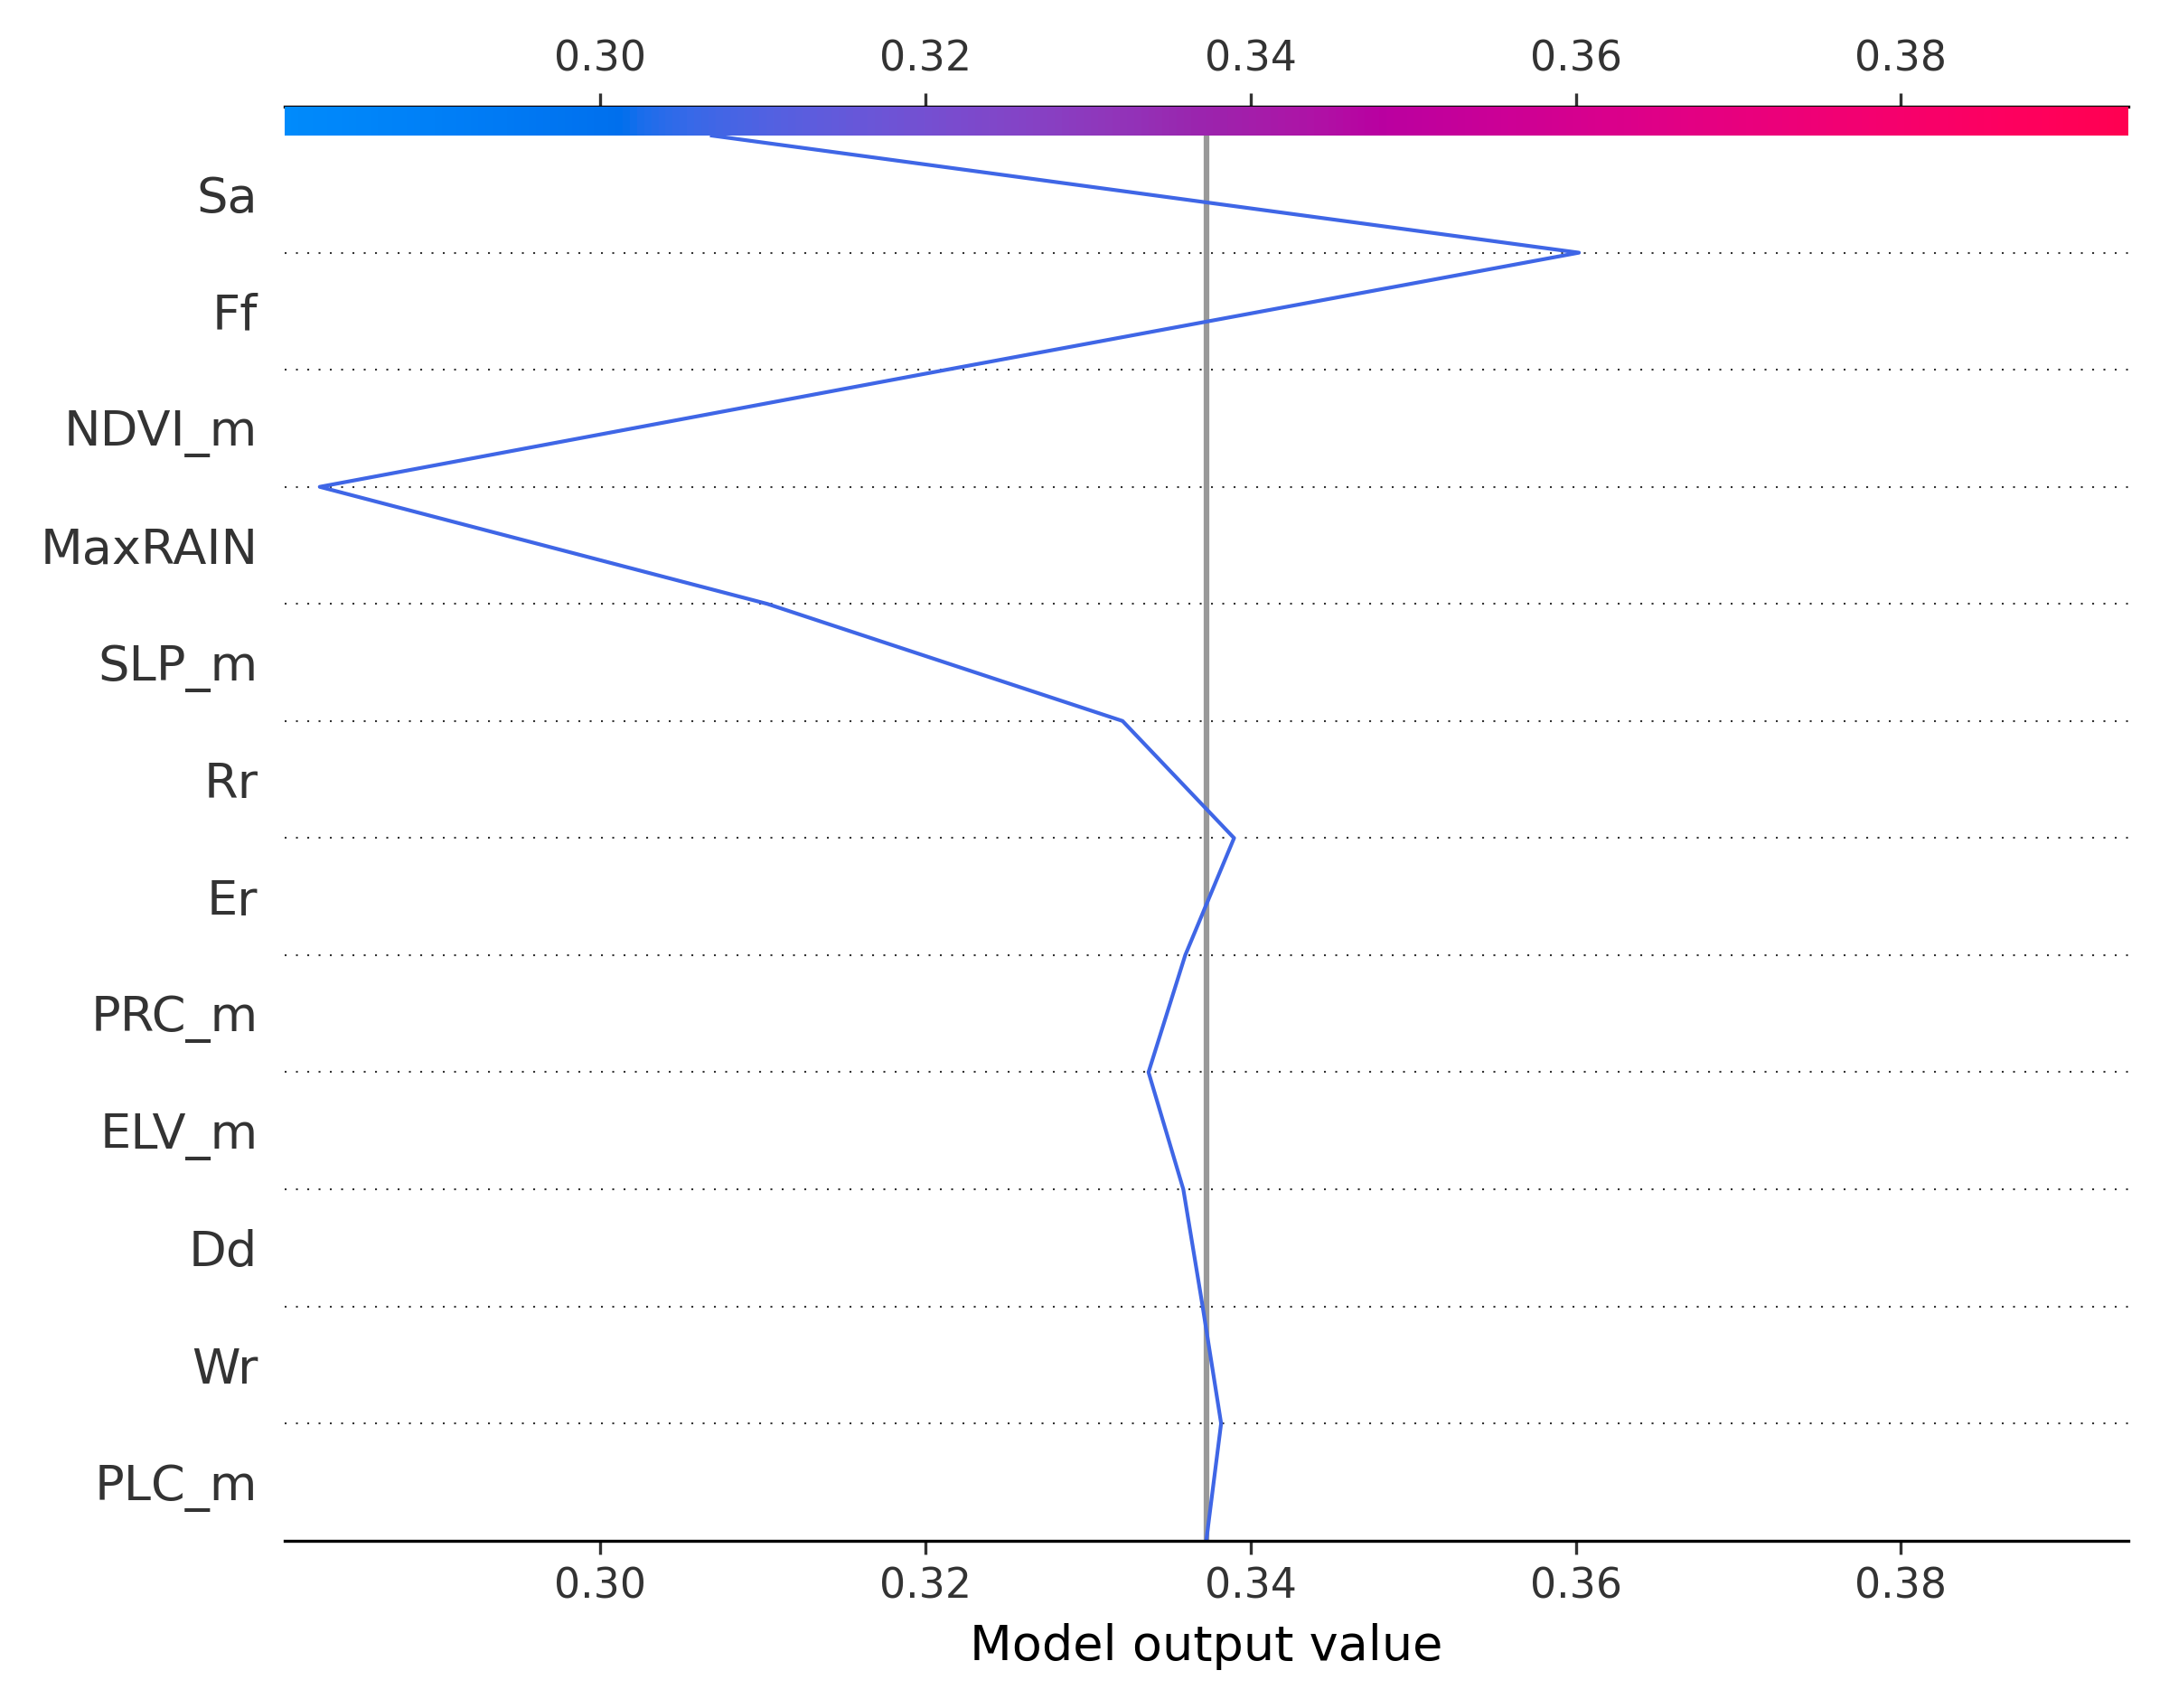 0.30 0.32 0.34 0.36 0.38
Sa
Ff
NDVI_m
MaxRAIN
SLP_m
Rr
Er
PRC_m
ELV_m
Dd
Wr
PLC_m
0.30 0.32 0.34 0.36 0.38
Model output value